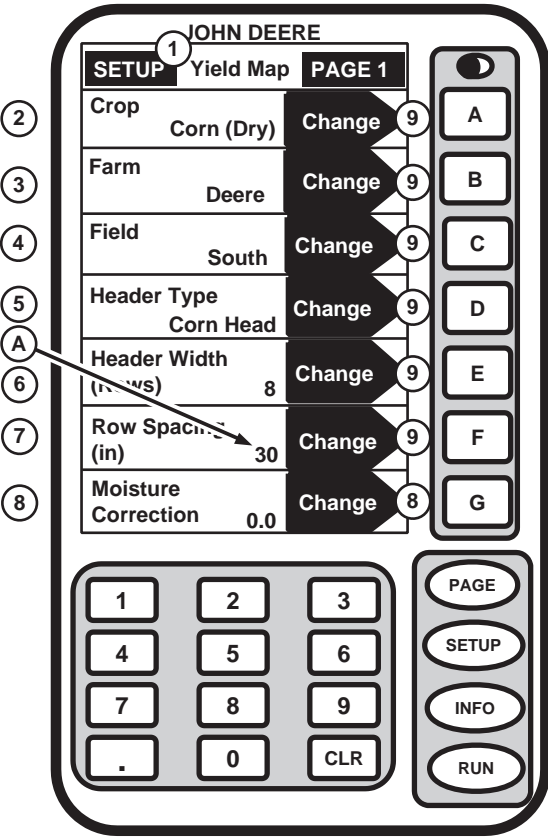 JOHN DEERE
1
SETUP Yield Map PAGE 1
2 Crop Corn (Dry) Change 9 A
3 Farm Deere Change 9 B
4 Field South Change 9 C
5 Header Type Corn Head Change 9 D
A
6 Header Width (Rows) 8 Change 9 E
7 Row Spacing (in) 30 Change 9 F
8 Moisture Correction 0.0 Change 8 G
1 2 3
4 5 6
7 8 9
. 0 CLR
PAGE
SETUP
INFO
RUN